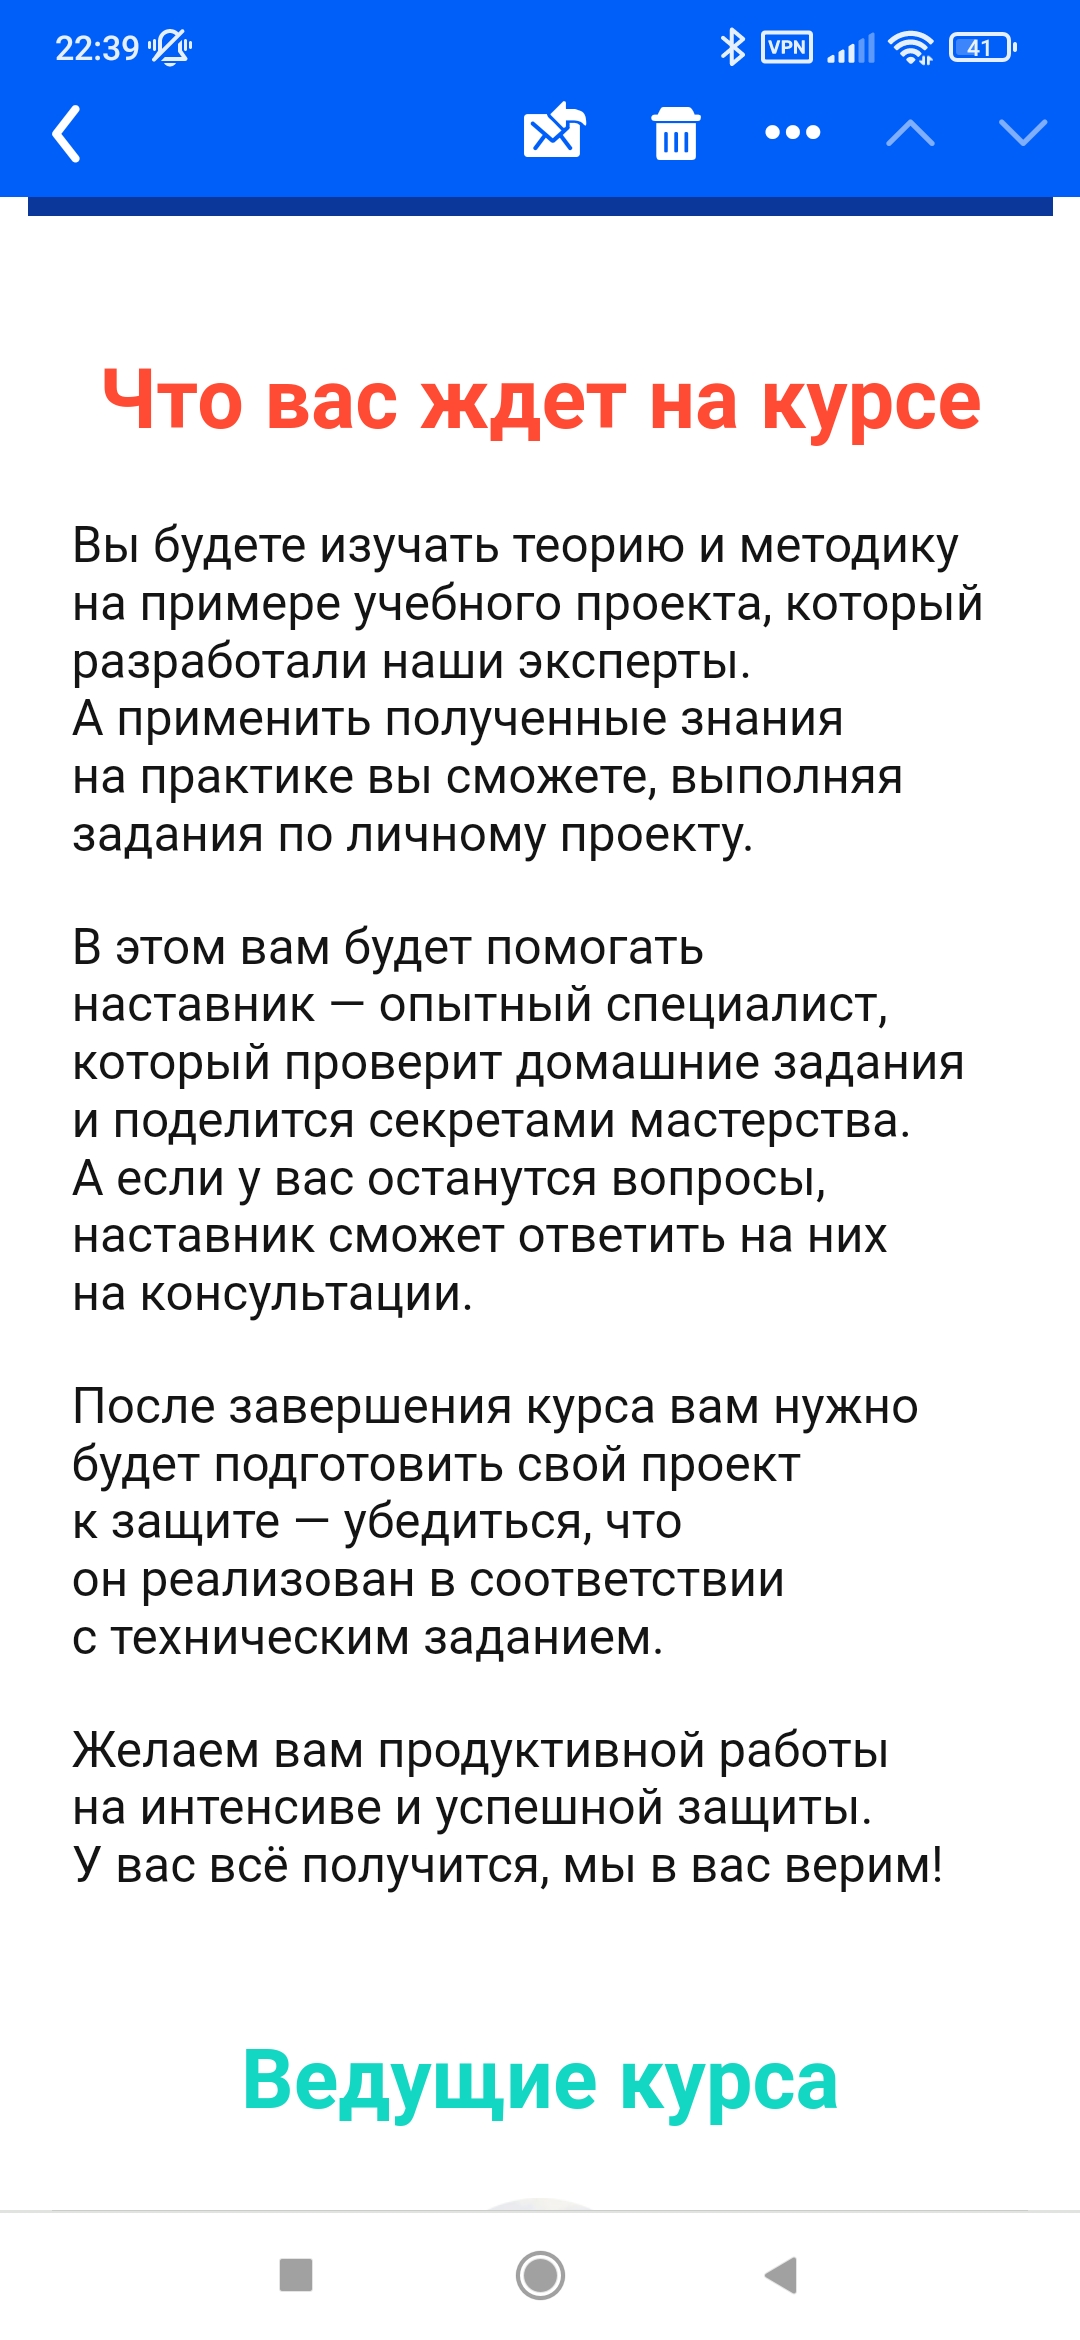 22:39
VPN
41
Что вас ждет на курсе
Вы будете изучать теорию и методику
на примере учебного проекта, который
разработали наши эксперты.
А применить полученные знания
на практике вы сможете, выполняя
задания по личному проекту.
В этом вам будет помогать
наставник — опытный специалист,
который проверит домашние задания
и поделится секретами мастерства.
А если у вас останутся вопросы,
наставник сможет ответить на них
на консультации.
После завершения курса вам нужно
будет подготовить свой проект
к защите — убедиться, что
он реализован в соответствии
с техническим заданием.
Желаем вам продуктивной работы
на интенсиве и успешной защиты.
У вас всё получится, мы в вас верим!
Ведущие курса